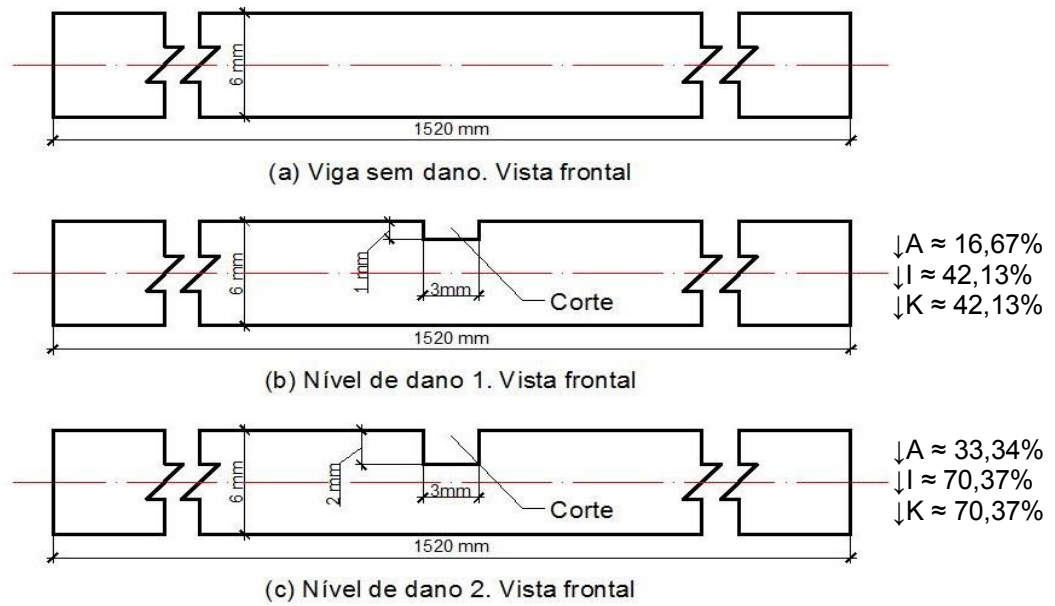 6 mm
1520 mm
(a) Viga sem dano. Vista frontal
6 mm
1 mm
3mm
Corte
1520 mm
↓A ≈ 16,67%
↓I ≈ 42,13%
↓K ≈ 42,13%
(b) Nível de dano 1. Vista frontal
6 mm
2 mm
3mm
Corte
1520 mm
↓A ≈ 33,34%
↓I ≈ 70,37%
↓K ≈ 70,37%
(c) Nível de dano 2. Vista frontal